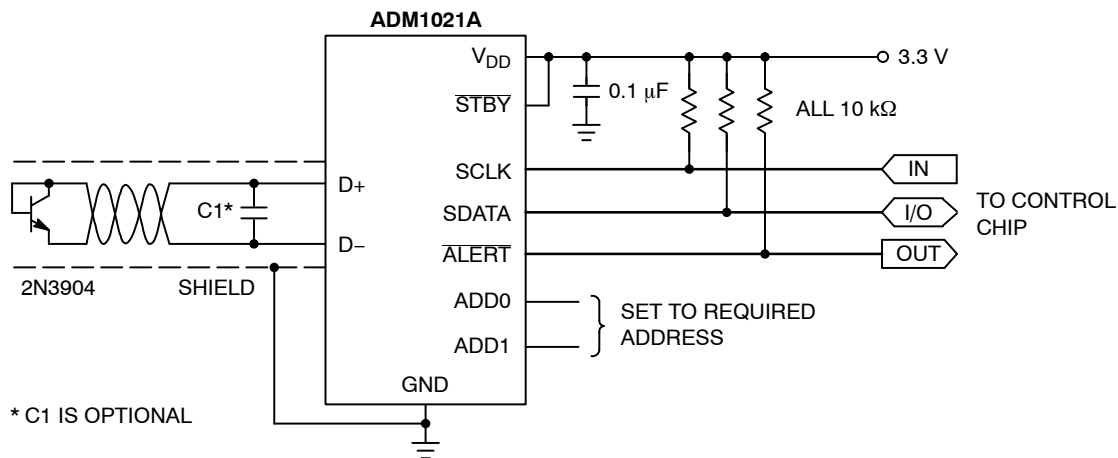 ADM1021A
VDD
3.3 V
STBY
0.1 μF
ALL 10 kΩ
D+
SCLK
IN
C1*
SDATA
I/O
TO CONTROL
CHIP
D−
ALERT
OUT
2N3904
SHIELD
ADD0
SET TO REQUIRED
ADDRESS
ADD1
GND
* C1 IS OPTIONAL